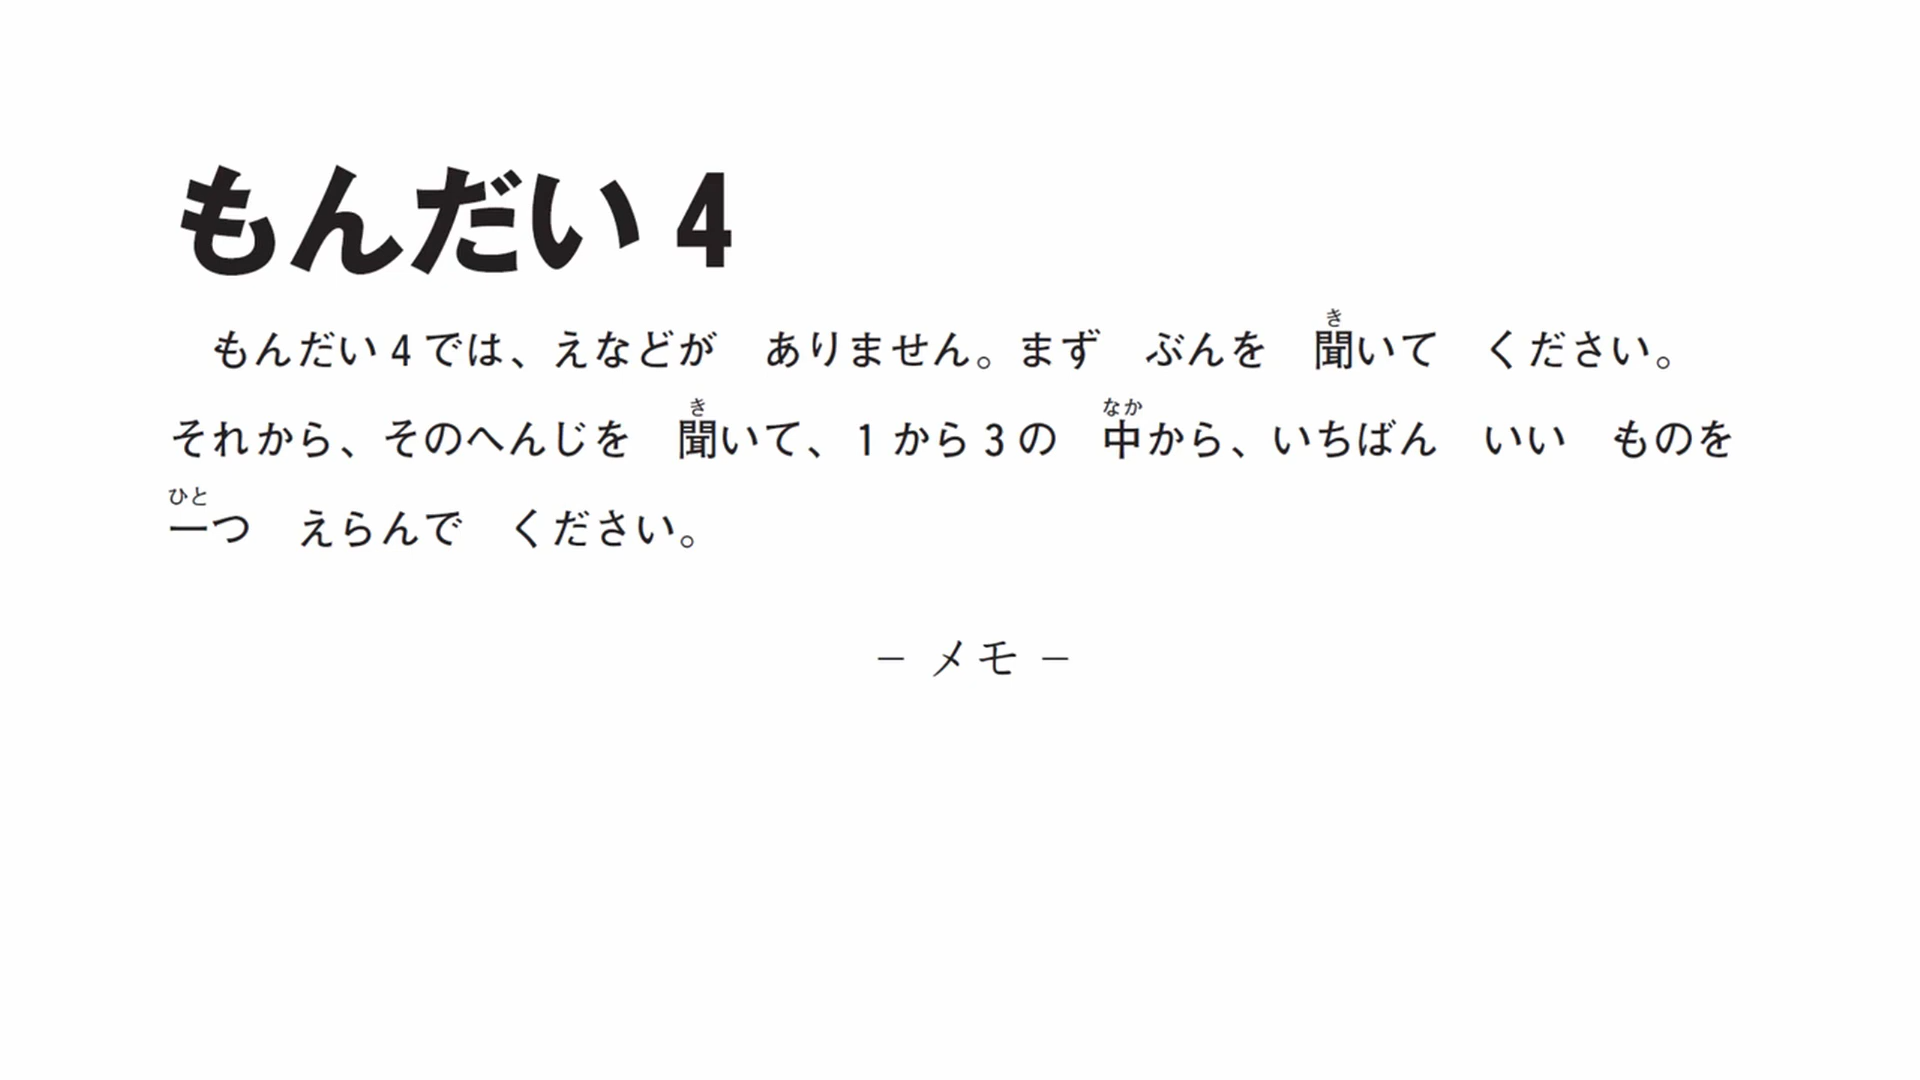 もんだい 4
もんだい 4 では、えなどが　ありません。まず　ぶんを　聞いて　ください。
それから、そのへんじを　聞いて、1 から 3 の　中から、いちばん　いい　ものを
一つ　えらんで　ください。
– メモ –